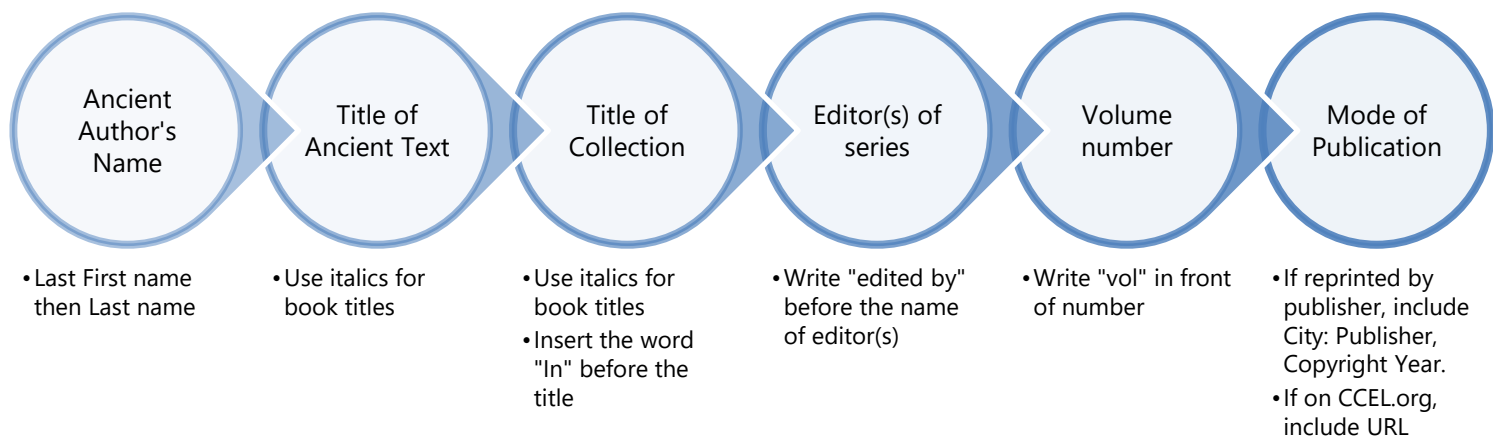 Ancient
Author's
Name
Title of
Ancient Text
Title of
Collection
Editor(s) of
series
Volume
number
Mode of
Publication
•Last First name
then Last name
•Use italics for
book titles
•Use italics for
book titles
•Insert the word
"In" before the
title
•Write "edited by"
before the name
of editor(s)
•Write "vol" in front
of number
•If reprinted by
publisher, include
City: Publisher,
Copyright Year.
•If on CCEL.org,
include URL